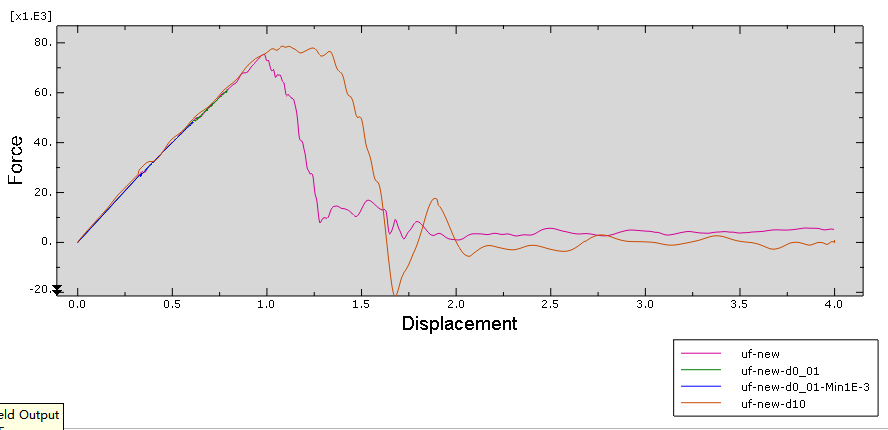 [x1.E3]
80.
60.
40.
20.
0.
-20.
Force
0.0 0.5 1.0 1.5 2.0 2.5 3.0 3.5 4.0
Displacement
uf-new
uf-new-d0_01
uf-new-d0_01-Min1E-3
uf-new-d10
eld Output